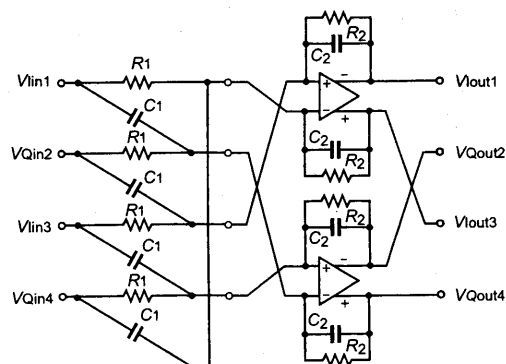 R2
C2
R1
VIin1
VIout1
C1
C2
R1
VQin2
R2
VQout2
C1
R1
R2
C2
VIin3
VIout3
C1
R1
VQin4
VQout4
C1
C2
R2
+
−
−
+
+
−
−
+